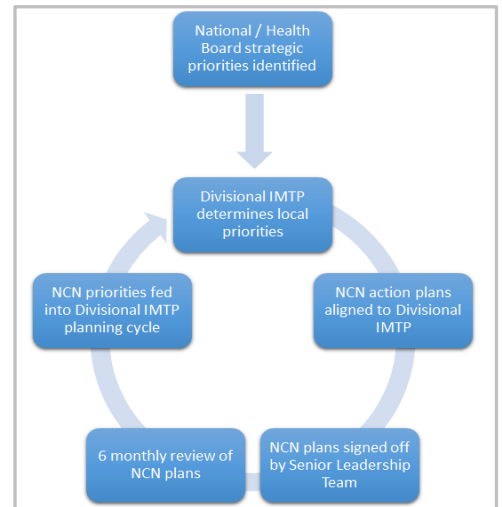 National / Health
Board strategic
priorities identified
Divisional IMTP
determines local
priorities
NCN action plans
aligned to Divisional
IMTP
NCN plans signed off
by Senior Leadership
Team
6 monthly review of
NCN plans
NCN priorities fed
into Divisional IMTP
planning cycle